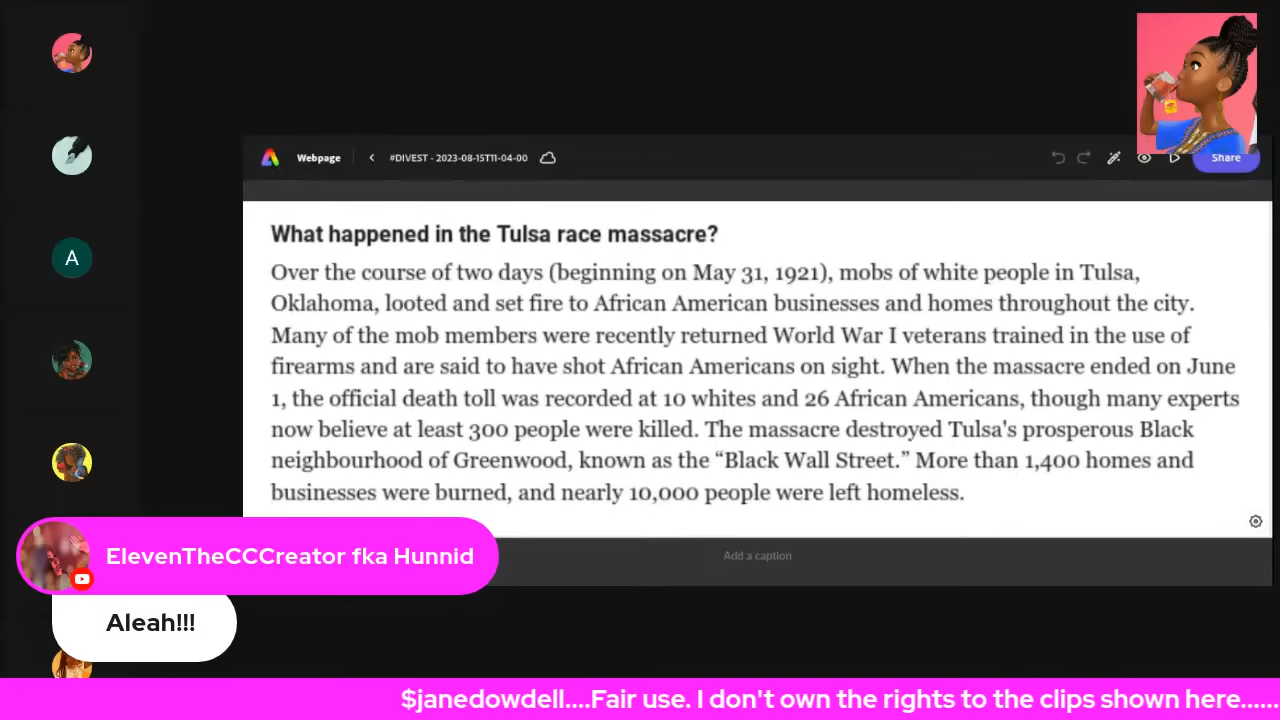 Webpage
#DIVEST - 2023-08-15T11-04-00
Share
A
What happened in the Tulsa race massacre?
Over the course of two days (beginning on May 31, 1921), mobs of white people in Tulsa,
Oklahoma, looted and set fire to African American businesses and homes throughout the city.
Many of the mob members were recently returned World War I veterans trained in the use of
firearms and are said to have shot African Americans on sight. When the massacre ended on June
1, the official death toll was recorded at 10 whites and 26 African Americans, though many experts
now believe at least 300 people were killed. The massacre destroyed Tulsa's prosperous Black
neighbourhood of Greenwood, known as the “Black Wall Street.” More than 1,400 homes and
businesses were burned, and nearly 10,000 people were left homeless.
Add a caption
ElevenTheCCCreator fka Hunnid
Aleah!!!
$janedowdell....Fair use. I don't own the rights to the clips shown here......